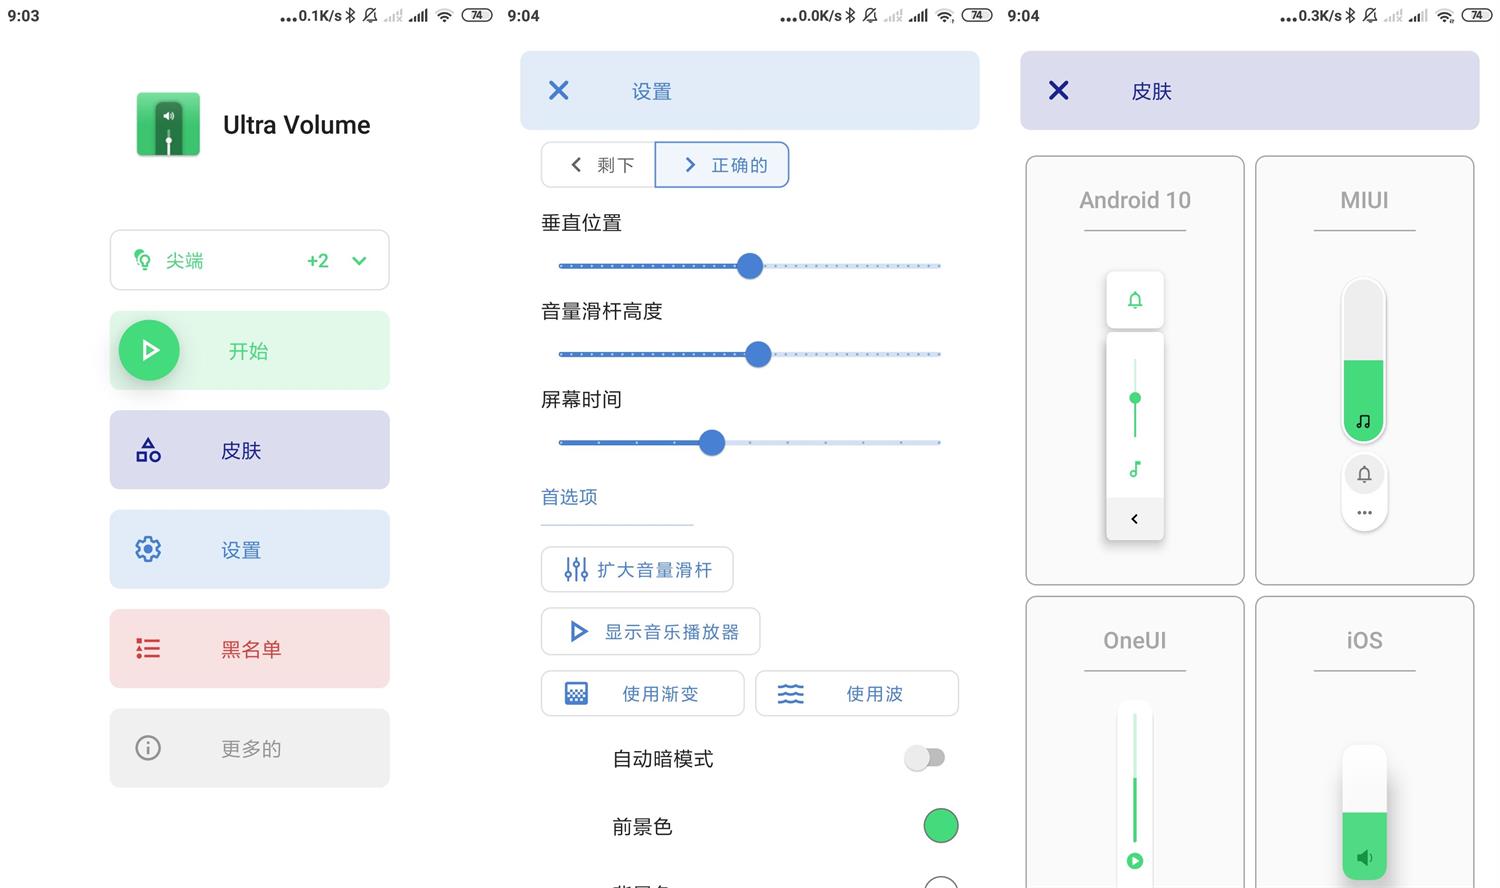 9:03
...0.1K/s
74
Ultra Volume
尖端
+2
开始
皮肤
设置
黑名单
更多的
9:04
...0.0K/s
74
设置
剩下
正确的
垂直位置
音量滑杆高度
屏幕时间
首选项
扩大音量滑杆
显示音乐播放器
使用渐变
使用波
自动暗模式
前景色
9:04
...0.3K/s
74
皮肤
Android 10
MIUI
OneUI
iOS